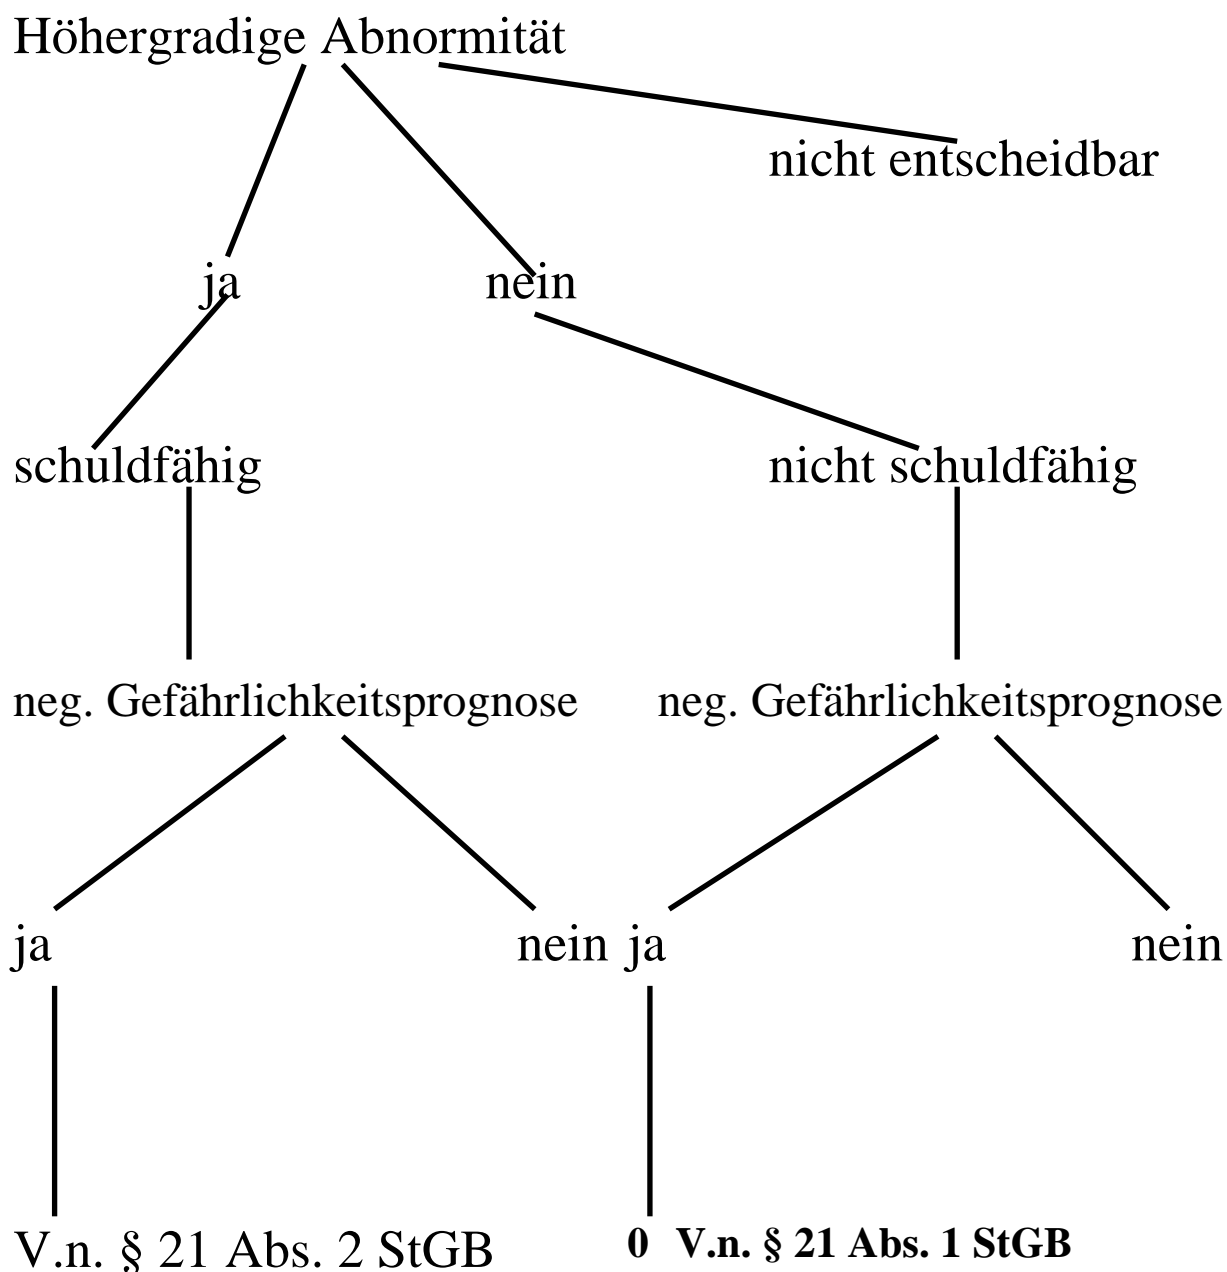 Höhergradige Abnormität
nicht entscheidbar
ja nein
schuldfähig nicht schuldfähig
neg. Gefährlichkeitsprognose neg. Gefährlichkeitsprognose
ja nein ja nein
V.n. § 21 Abs. 2 StGB 0 V.n. § 21 Abs. 1 StGB